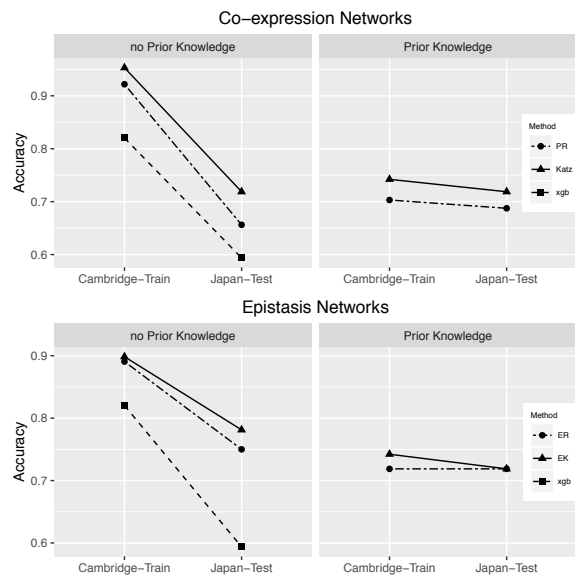 Co−expression Networks
no Prior Knowledge
Prior Knowledge
Accuracy
0.9
0.8
0.7
0.6
Method
PR
Katz
xgb
Cambridge−Train
Japan−Test
Cambridge−Train
Japan−Test
Epistasis Networks
no Prior Knowledge
Prior Knowledge
Accuracy
0.9
0.8
0.7
0.6
Method
ER
EK
xgb
Cambridge−Train
Japan−Test
Cambridge−Train
Japan−Test